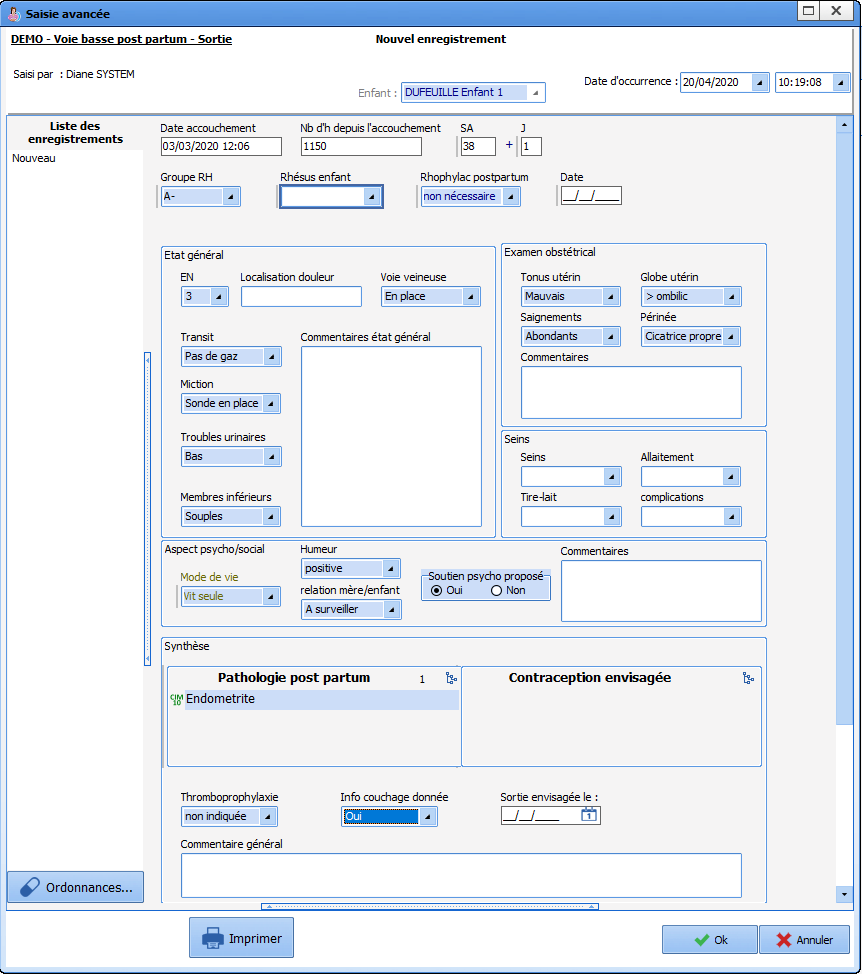 Saisie avancée
DEMO - Voie basse post partum - Sortie
Nouvel enregistrement
Saisi par : Diane SYSTEM
Enfant : DUFEUILLE Enfant 1
Date d'occurrence : 20/04/2020 10:19:08
Liste des
enregistrements
Nouveau
Date accouchement
Nb d'h depuis l'accouchement
SA
J
03/03/2020 12:06
1150
38 + 1
Groupe RH
Rhésus enfant
Rhophylac postpartum
Date
A-
non nécessaire
__/__/____
Etat général
EN
Localisation douleur
Voie veineuse
3
En place
Transit
Commentaires état général
Pas de gaz
Miction
Sonde en place
Troubles urinaires
Bas
Membres inférieurs
Souples
Examen obstétrical
Tonus utérin
Globe utérin
Mauvais
> ombilic
Saignements
Périnée
Abondants
Cicatrice propre
Commentaires
Seins
Seins
Allaitement
Tire-lait
complications
Aspect psycho/social
Humeur
Commentaires
Mode de vie
positive
Soutien psycho proposé
Vit seule
relation mère/enfant
Oui Non
A surveiller
Synthèse
Pathologie post partum 1
Contraception envisagée
CIM
10 Endometrite
Thromboprophylaxie
Info couchage donnée
Sortie envisagée le :
non indiquée
Oui
__/__/____ 1
Commentaire général
Ordonnances...
Imprimer
Ok
Annuler